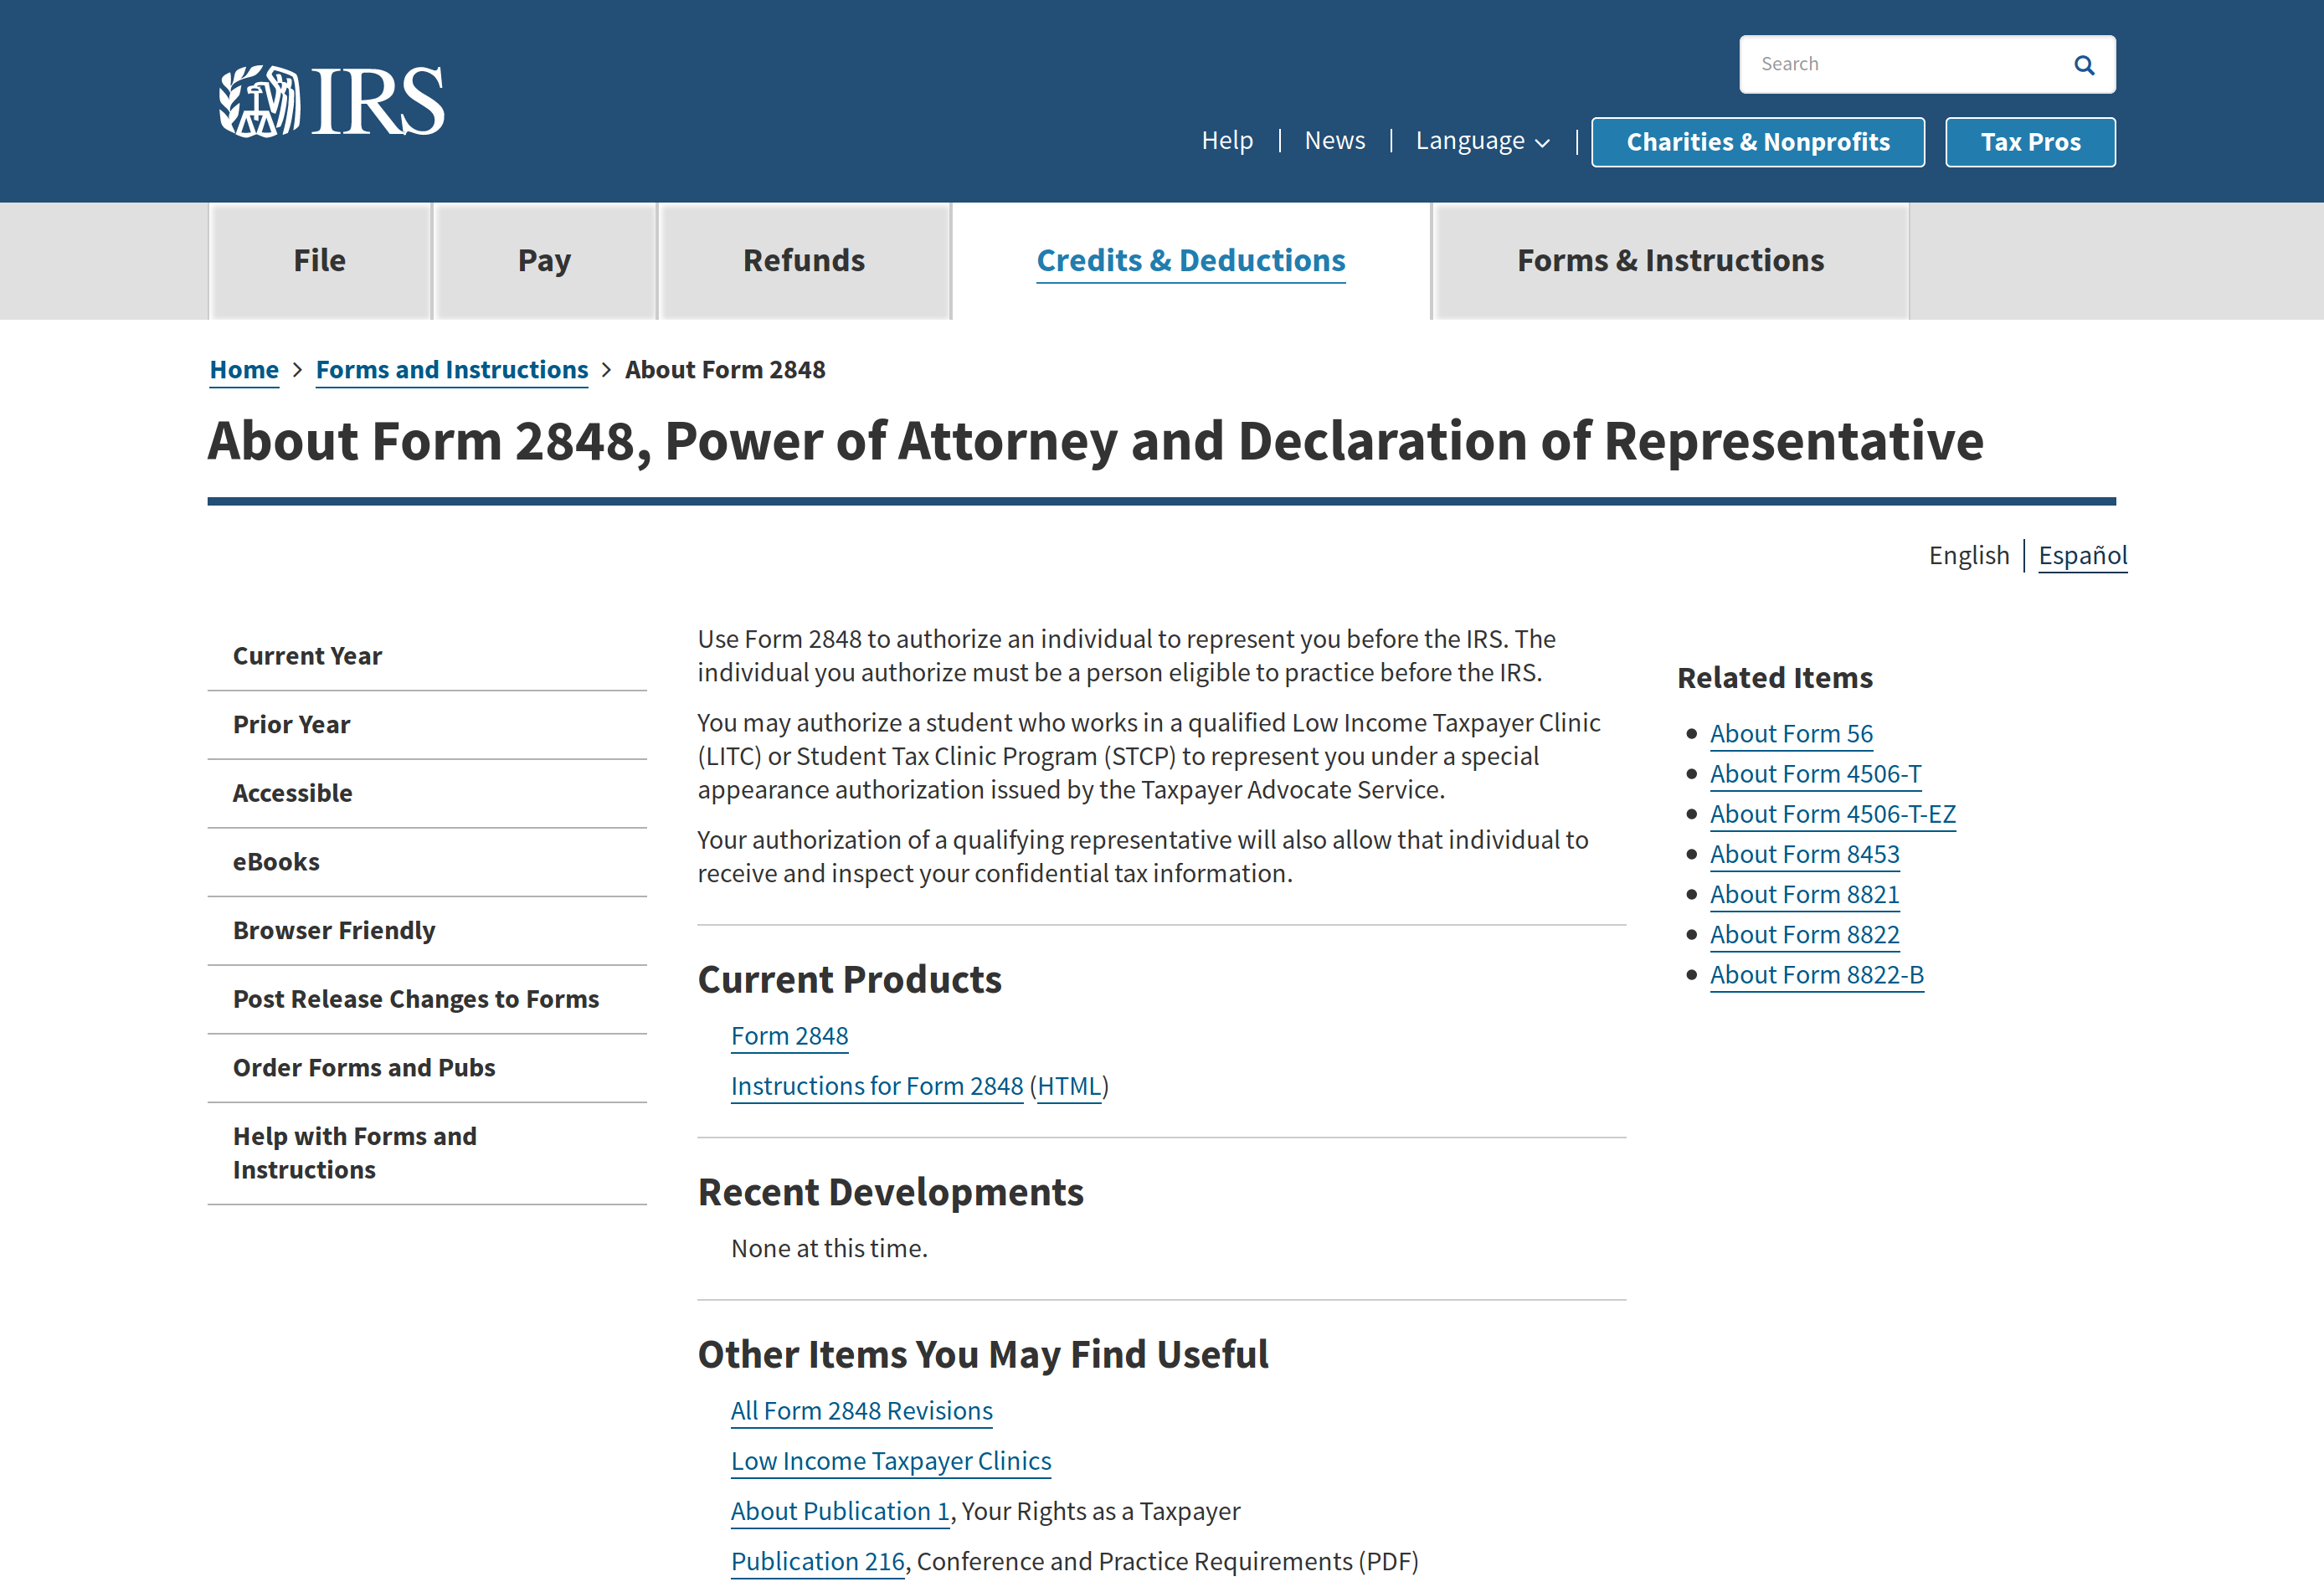 IRS
Search
Help
News
Language
Charities & Nonprofits
Tax Pros
File
Pay
Refunds
Credits & Deductions
Forms & Instructions
Home > Forms and Instructions > About Form 2848
About Form 2848, Power of Attorney and Declaration of Representative
English
Español
Current Year
Prior Year
Accessible
eBooks
Browser Friendly
Post Release Changes to Forms
Order Forms and Pubs
Help with Forms and
Instructions
Use Form 2848 to authorize an individual to represent you before the IRS. The
individual you authorize must be a person eligible to practice before the IRS.
You may authorize a student who works in a qualified Low Income Taxpayer Clinic
(LITC) or Student Tax Clinic Program (STCP) to represent you under a special
appearance authorization issued by the Taxpayer Advocate Service.
Your authorization of a qualifying representative will also allow that individual to
receive and inspect your confidential tax information.
Current Products
Form 2848
Instructions for Form 2848 (HTML)
Recent Developments
None at this time.
Other Items You May Find Useful
All Form 2848 Revisions
Low Income Taxpayer Clinics
About Publication 1, Your Rights as a Taxpayer
Publication 216, Conference and Practice Requirements (PDF)
Related Items
About Form 56
About Form 4506-T
About Form 4506-T-EZ
About Form 8453
About Form 8821
About Form 8822
About Form 8822-B